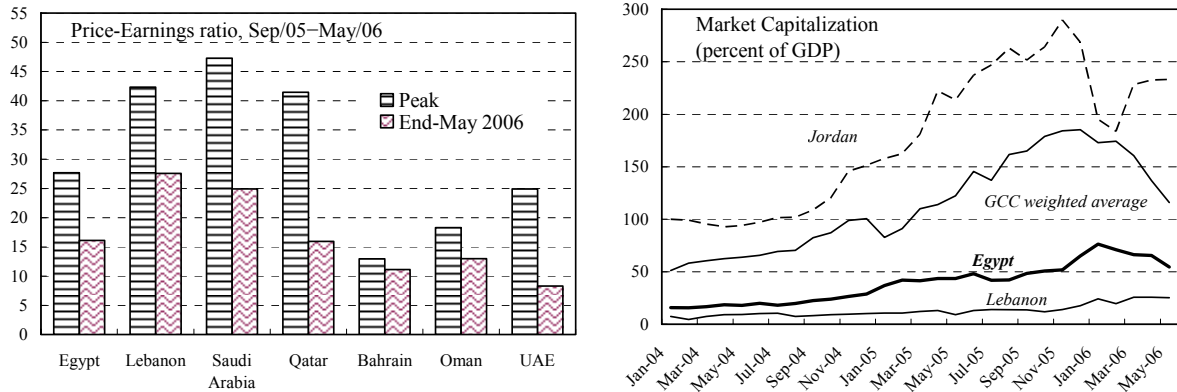 Price-Earnings ratio, Sep/05−May/06
55
50
45
40
35
30
25
20
15
10
5
0
Peak
End-May 2006
Egypt
Lebanon
Saudi
Arabia
Qatar
Bahrain
Oman
UAE
Market Capitalization
(percent of GDP)
300
250
200
150
100
50
0
Jordan
GCC weighted average
Egypt
Lebanon
Jan-04
Mar-04
May-04
Jul-04
Sep-04
Nov-04
Jan-05
Mar-05
May-05
Jul-05
Sep-05
Nov-05
Jan-06
Mar-06
May-06